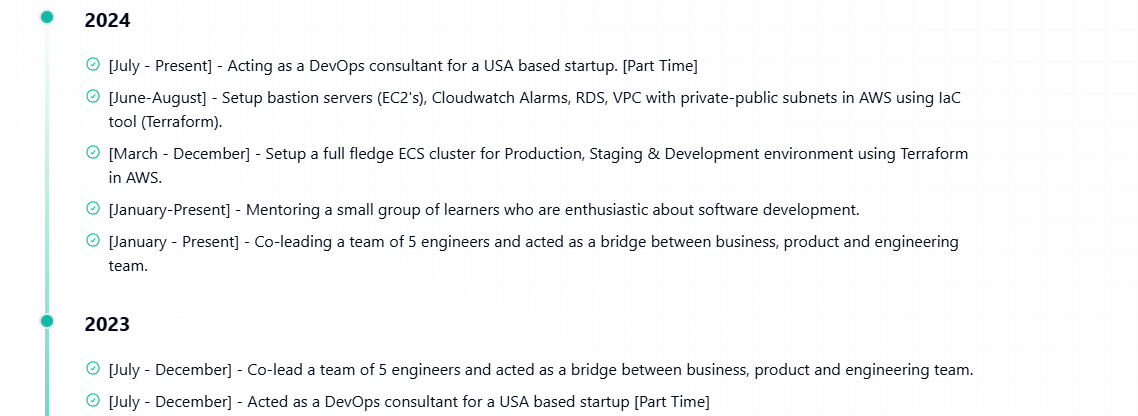 2024
[July - Present] - Acting as a DevOps consultant for a USA based startup. [Part Time]
[June-August] - Setup bastion servers (EC2's), Cloudwatch Alarms, RDS, VPC with private-public subnets in AWS using IaC
tool (Terraform).
[March - December] - Setup a full fledge ECS cluster for Production, Staging & Development environment using Terraform
in AWS.
[January-Present] - Mentoring a small group of learners who are enthusiastic about software development.
[January - Present] - Co-leading a team of 5 engineers and acted as a bridge between business, product and engineering
team.
2023
[July - December] - Co-lead a team of 5 engineers and acted as a bridge between business, product and engineering team.
[July - December] - Acted as a DevOps consultant for a USA based startup [Part Time]